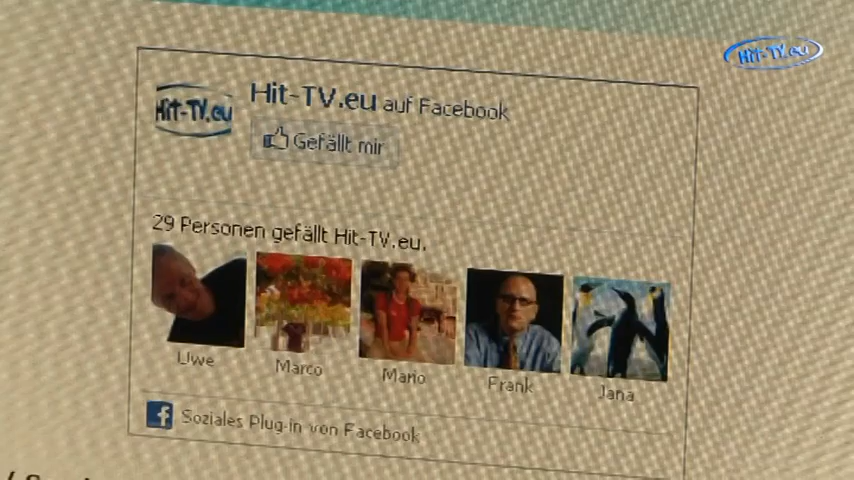 Hit-TV.eu
Hit-TV.eu
Hit-TV.eu auf Facebook
Gefällt mir
29 Personen gefällt Hit-TV.eu.
Uwe Marco Mario Frank Jana
Soziales Plug-in von Facebook